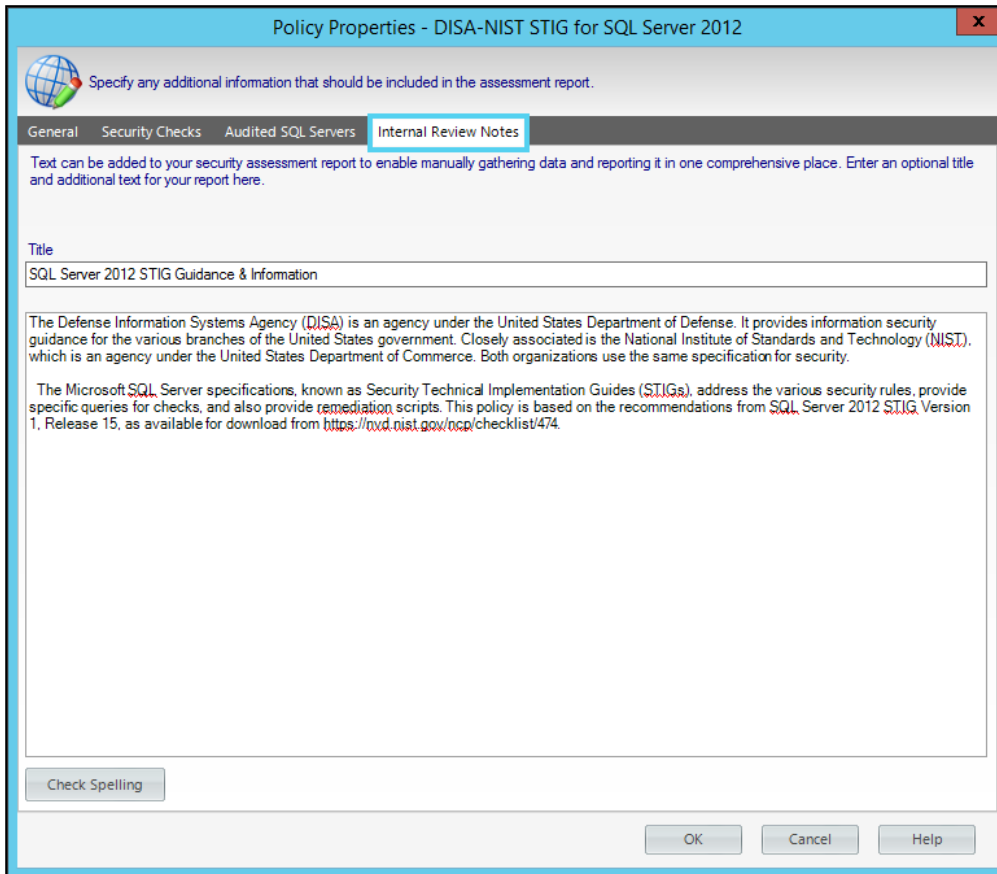 Policy Properties - DISA-NIST STIG for SQL Server 2012
x
Specify any additional information that should be included in the assessment report.
General Security Checks Audited SQL Servers Internal Review Notes
Text can be added to your security assessment report to enable manually gathering data and reporting it in one comprehensive place. Enter an optional title
and additional text for your report here.
Title
SQL Server 2012 STIG Guidance & Information
The Defense Information Systems Agency (DISA) is an agency under the United States Department of Defense. It provides information security
guidance for the various branches of the United States government. Closely associated is the National Institute of Standards and Technology (NIST),
which is an agency under the United States Department of Commerce. Both organizations use the same specification for security.
The Microsoft SQL Server specifications, known as Security Technical Implementation Guides (STIGs), address the various security rules, provide
specific queries for checks, and also provide remediation scripts. This policy is based on the recommendations from SQL Server 2012 STIG Version
1, Release 15, as available for download from https://nvd.nist.gov/ncp/checklist/474.
Check Spelling
OK Cancel Help